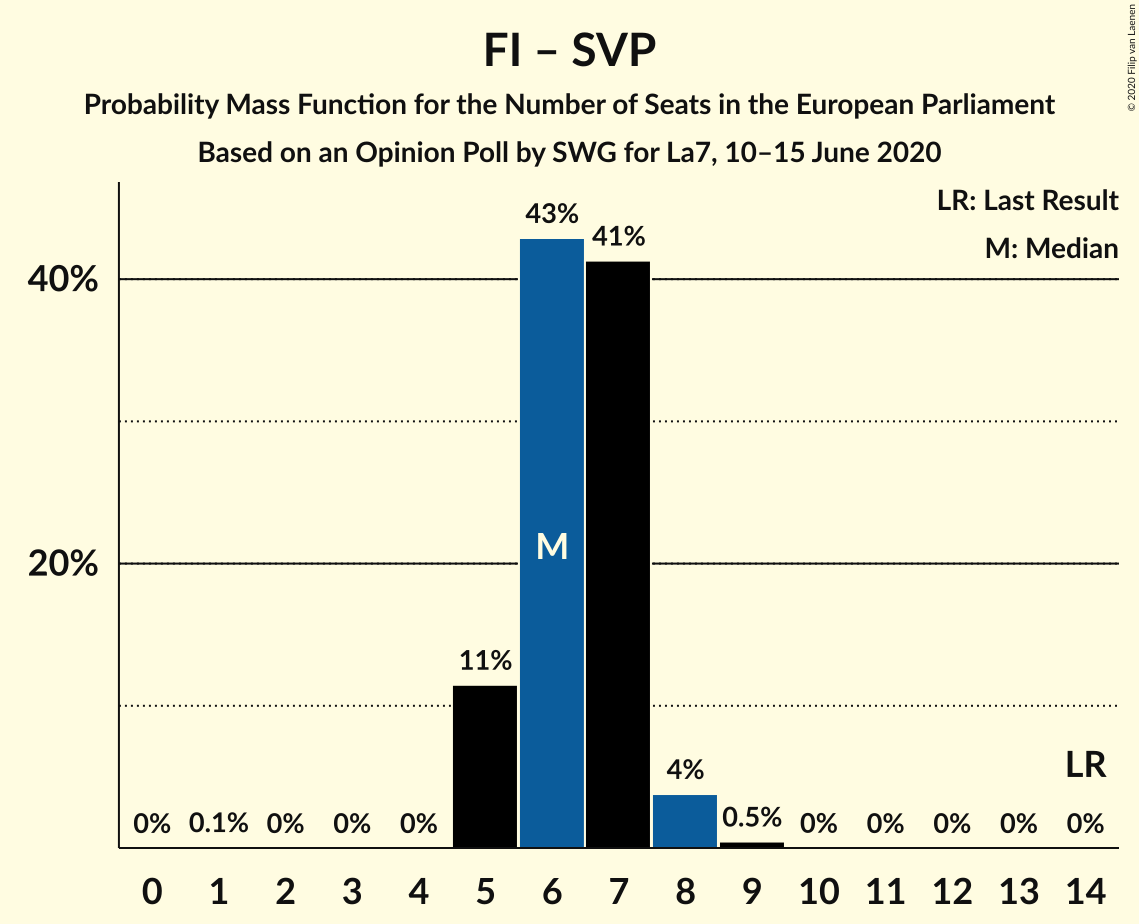 FI – SVP
Probability Mass Function for the Number of Seats in the European Parliament
Based on an Opinion Poll by SWG for La7, 10–15 June 2020
© 2020 Filip van Laenen
LR: Last Result
M: Median
43%
41%
40%
M
20%
11%
LR
4%
0% 0.1% 0% 0% 0% 0.5% 0% 0% 0% 0% 0%
0 1 2 3 4 5 6 7 8 9 10 11 12 13 14